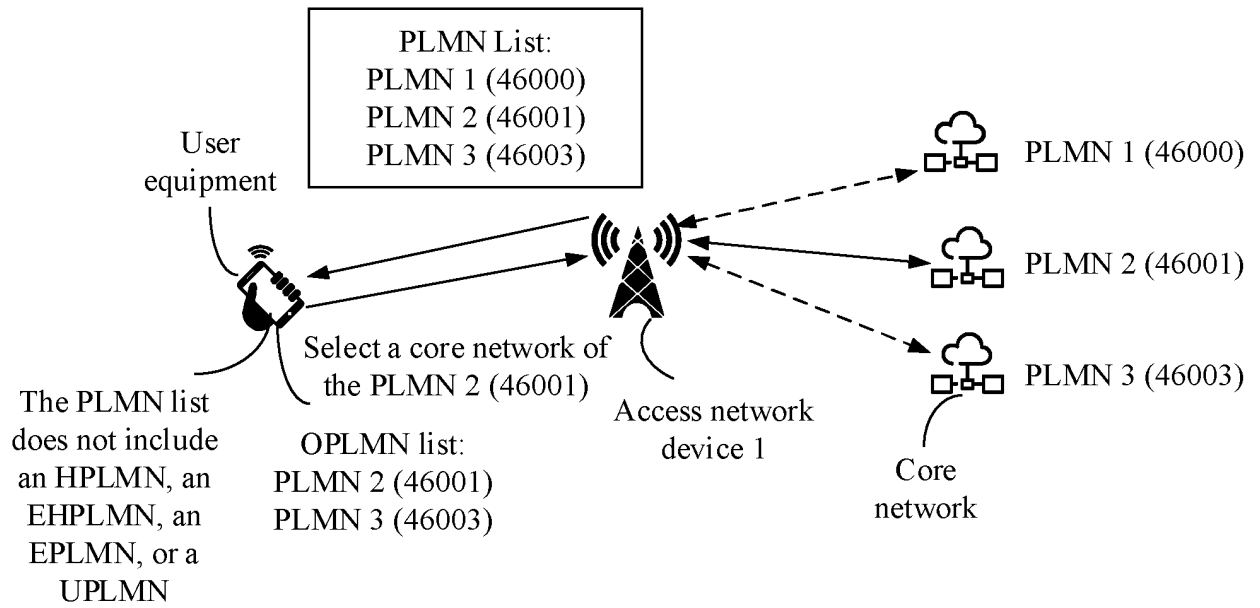 PLMN List:
PLMN 1 (46000)
PLMN 2 (46001)
PLMN 3 (46003)
User
equipment
PLMN 1 (46000)
PLMN 2 (46001)
PLMN 3 (46003)
Select a core network of
the PLMN 2 (46001)
The PLMN list
does not include
an HPLMN, an
EHPLMN, an
EPLMN, or a
UPLMN
OPLMN list:
PLMN 2 (46001)
PLMN 3 (46003)
Access network
device 1
Core
network